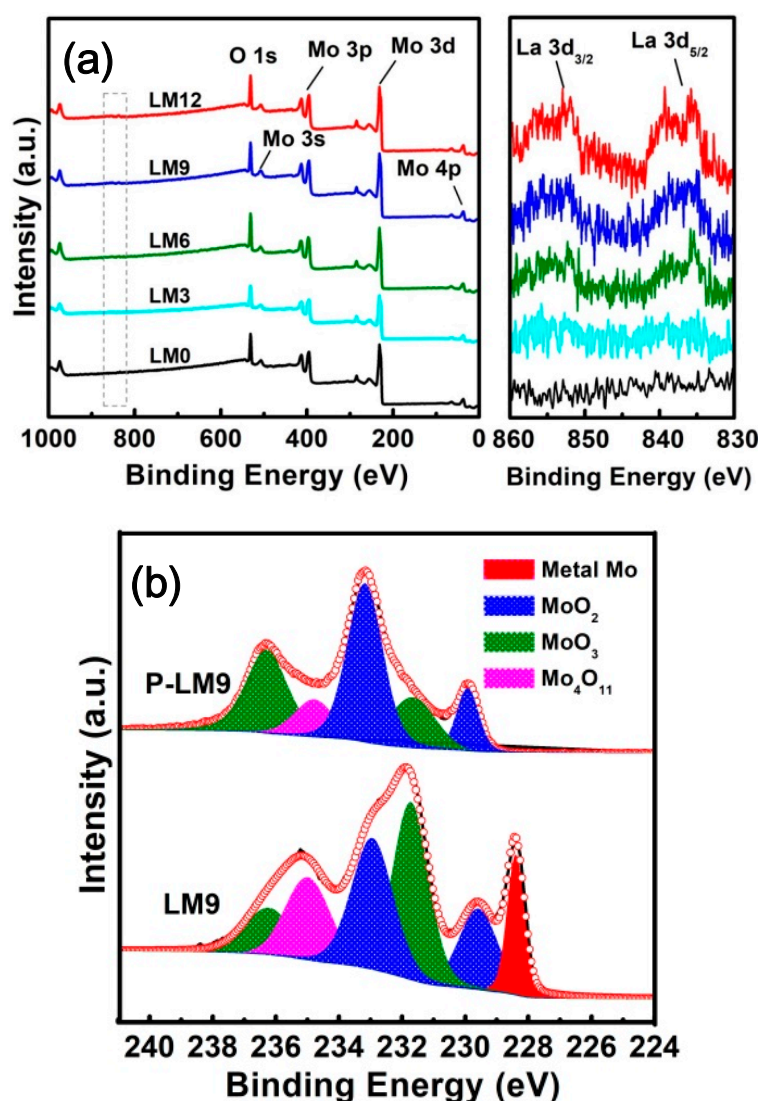 (a)
O 1s
Mo 3p
Mo 3d
LM12
Mo 3s
LM9
Mo 4p
LM6
LM3
LM0
Intensity (a.u.)
1000 800 600 400 200 0
Binding Energy (eV)
La 3d3/2
La 3d5/2
860 850 840 830
Binding Energy (eV)
(b)
Metal Mo
MoO2
MoO3
Mo4O11
P-LM9
LM9
Intensity (a.u.)
240 238 236 234 232 230 228 226 224
Binding Energy (eV)